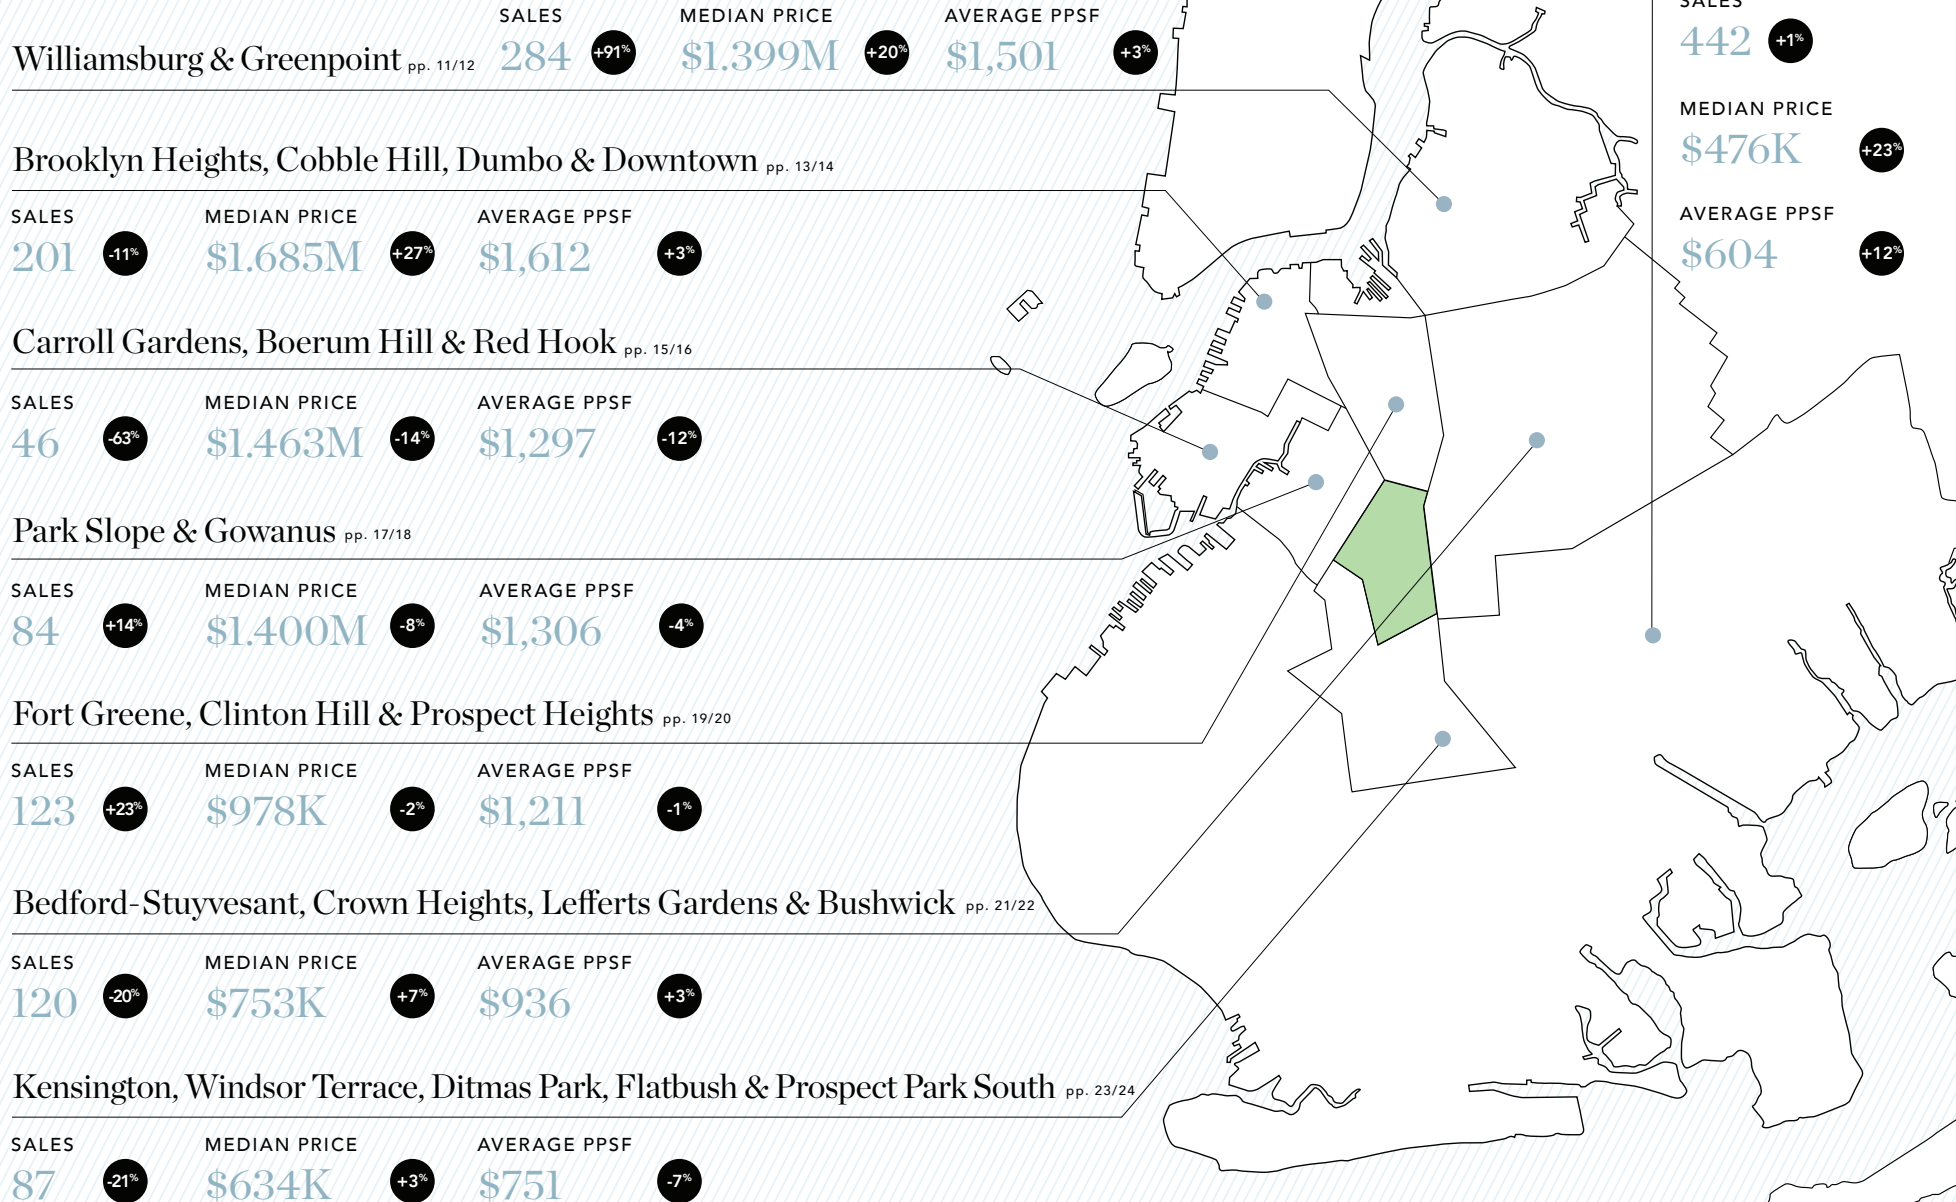 SALES MEDIAN PRICE AVERAGE PPSF
Williamsburg & Greenpoint pp. 11/12 284 +91% $1.399M +20% $1,501 +3%
Brooklyn Heights, Cobble Hill, Dumbo & Downtown pp. 13/14
SALES MEDIAN PRICE AVERAGE PPSF
201 -11% $1.685M +27% $1,612 +3%
Carroll Gardens, Boerum Hill & Red Hook pp. 15/16
SALES MEDIAN PRICE AVERAGE PPSF
46 -63% $1.463M -14% $1,297 -12%
Park Slope & Gowanus pp. 17/18
SALES MEDIAN PRICE AVERAGE PPSF
84 +14% $1.400M -8% $1,306 -4%
Fort Greene, Clinton Hill & Prospect Heights pp. 19/20
SALES MEDIAN PRICE AVERAGE PPSF
123 +23% $978K -2% $1,211 -1%
Bedford-Stuyvesant, Crown Heights, Lefferts Gardens & Bushwick pp. 21/22
SALES MEDIAN PRICE AVERAGE PPSF
120 -20% $753K +7% $936 +3%
Kensington, Windsor Terrace, Ditmas Park, Flatbush & Prospect Park South pp. 23/24
SALES MEDIAN PRICE AVERAGE PPSF
87 -21% $634K +3% $751 -7%
SALES
442 +1%
MEDIAN PRICE
$476K +23%
AVERAGE PPSF
$604 +12%